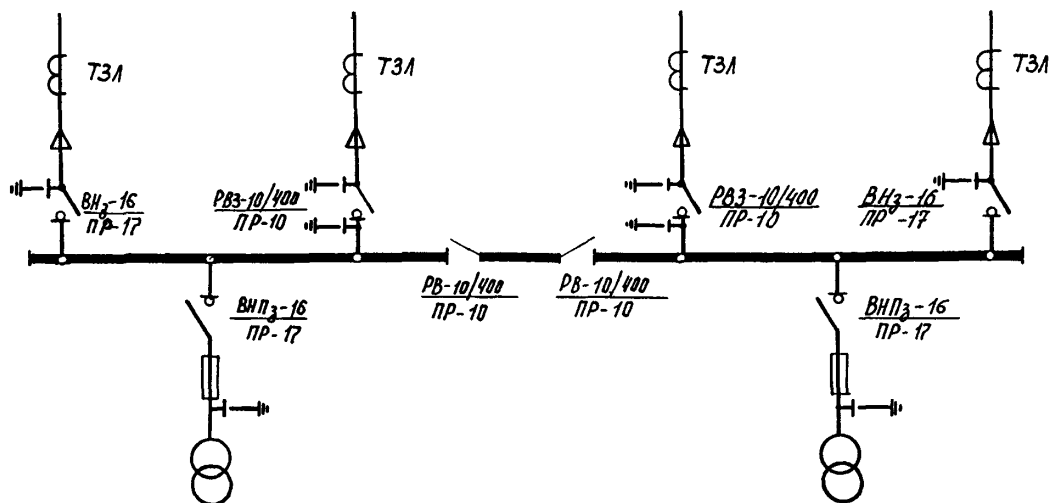 ТЗЛ
ТЗЛ
ТЗЛ
ТЗЛ
ВНз-16
ПР-17
РВЗ-10/400
ПР-10
РВЗ-10/400
ПР-10
ВНз-16
ПР-17
РВ-10/400
ПР-10
РВ-10/400
ПР-10
ВНПз-16
ПР-17
ВНПз-16
ПР-17